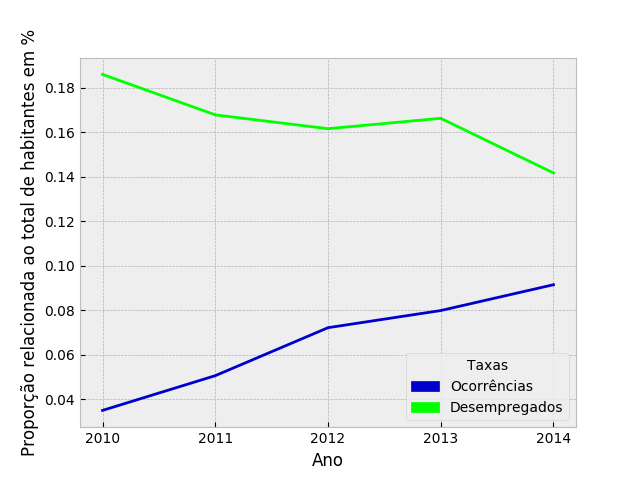 Proporção relacionada ao total de habitantes em %
0.18
0.16
0.14
0.12
0.10
0.08
0.06
0.04
Taxas
Ocorrências
Desempregados
2010 2011 2012 2013 2014
Ano